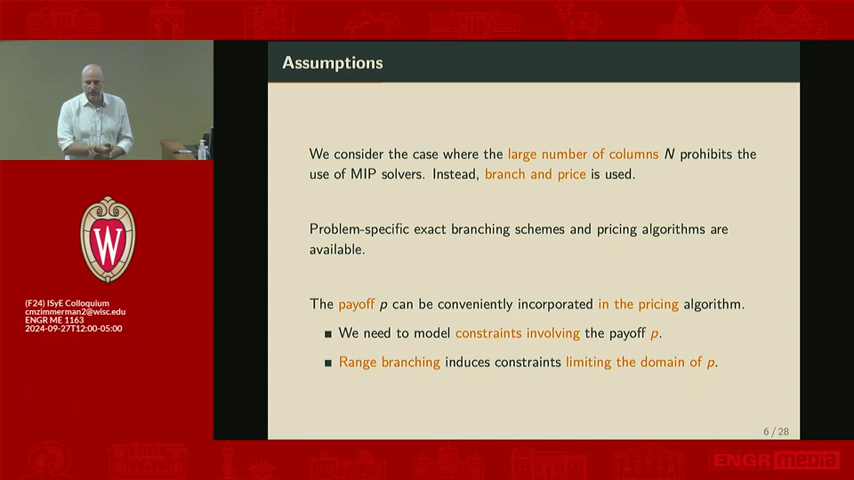 Assumptions
We consider the case where the large number of columns N prohibits the
use of MIP solvers. Instead, branch and price is used.
Problem-specific exact branching schemes and pricing algorithms are
available.
The payoff p can be conveniently incorporated in the pricing algorithm.
■ We need to model constraints involving the payoff p.
■ Range branching induces constraints limiting the domain of p.
6 / 28
W
(F24) ISyE Colloquium
cmzimmerman2@wisc.edu
ENGR ME 1163
2024-09-27T12:00-05:00
ENGR media